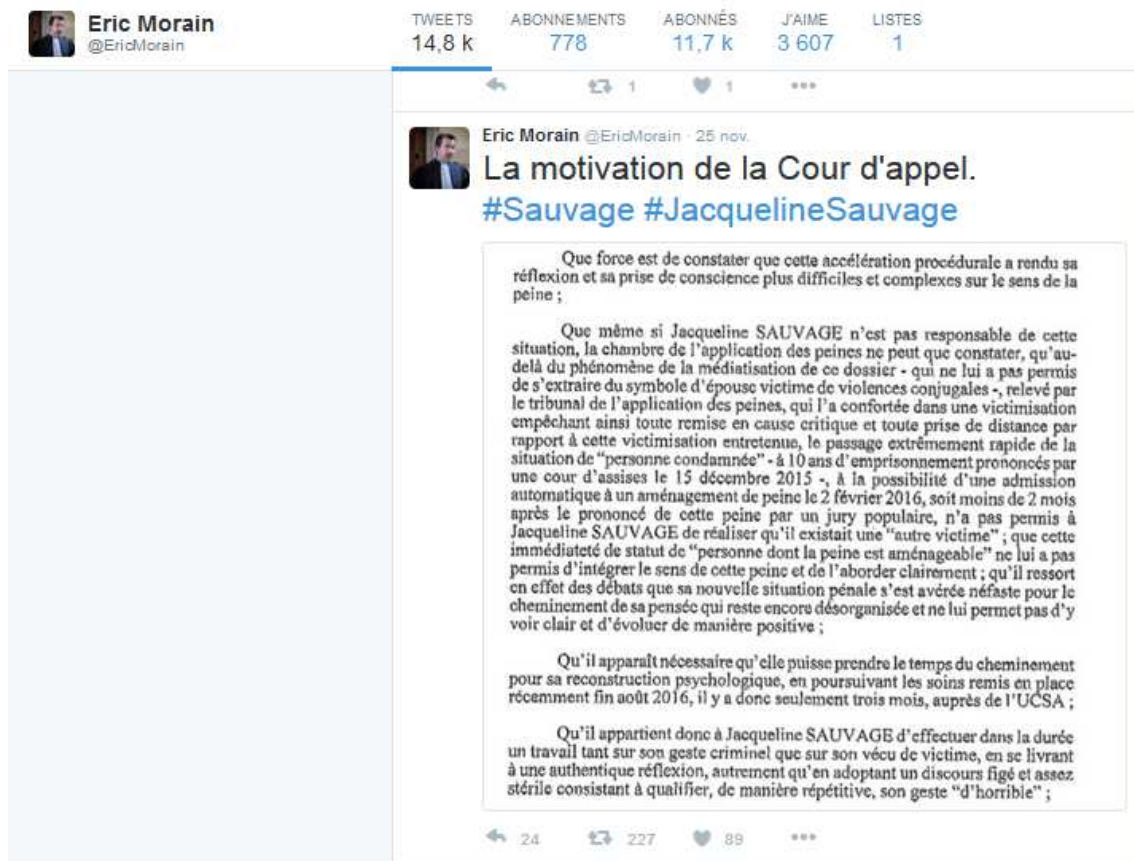 Eric Morain
@EricMorain
TWEETS ABONNEMENTS ABONNÉS J'AIME LISTES
14,8 k 778 11,7 k 3 607 1
1 1
Eric Morain @EricMorain · 25 nov.
La motivation de la Cour d'appel.
#Sauvage #JacquelineSauvage
Que force est de constater que cette accélération procédurale a rendu sa
réflexion et sa prise de conscience plus difficiles et complexes sur le sens de la
peine ;
Que même si Jacqueline SAUVAGE n'est pas responsable de cette
situation, la chambre de l'application des peines ne peut que constater, qu'au-
delà du phénomène de la médiatisation de ce dossier - qui ne lui a pas permis
de s'extraire du symbole d'épouse victime de violences conjugales -, relevé par
le tribunal de l'application des peines, qui l'a confortée dans une victimisation
empêchant ainsi toute remise en cause critique et toute prise de distance par
rapport à cette victimisation entretenue, le passage extrêmement rapide de la
situation de "personne condamnée" - à 10 ans d'emprisonnement prononcés par
une cour d'assises le 15 décembre 2015 -, à la possibilité d'une admission
automatique à un aménagement de peine le 2 février 2016, soit moins de 2 mois
après le prononcé de cette peine par un jury populaire, n'a pas permis à
Jacqueline SAUVAGE de réaliser qu'il existait une "autre victime" ; que cette
immédiateté de statut de "personne dont la peine est aménageable" ne lui a pas
permis d'intégrer le sens de cette peine et de l'aborder clairement ; qu'il ressort
en effet des débats que sa nouvelle situation pénale s'est avérée néfaste pour le
cheminement de sa pensée qui reste encore désorganisée et ne lui permet pas d'y
voir clair et d'évoluer de manière positive ;
Qu'il apparaît nécessaire qu'elle puisse prendre le temps du cheminement
pour sa reconstruction psychologique, en poursuivant les soins remis en place
récemment fin août 2016, il y a donc seulement trois mois, auprès de l'UCSA ;
Qu'il appartient donc à Jacqueline SAUVAGE d'effectuer dans la durée
un travail tant sur son geste criminel que sur son vécu de victime, en se livrant
à une authentique réflexion, autrement qu'en adoptant un discours figé et assez
stérile consistant à qualifier, de manière répétitive, son geste "d'horrible" ;
24 227 89